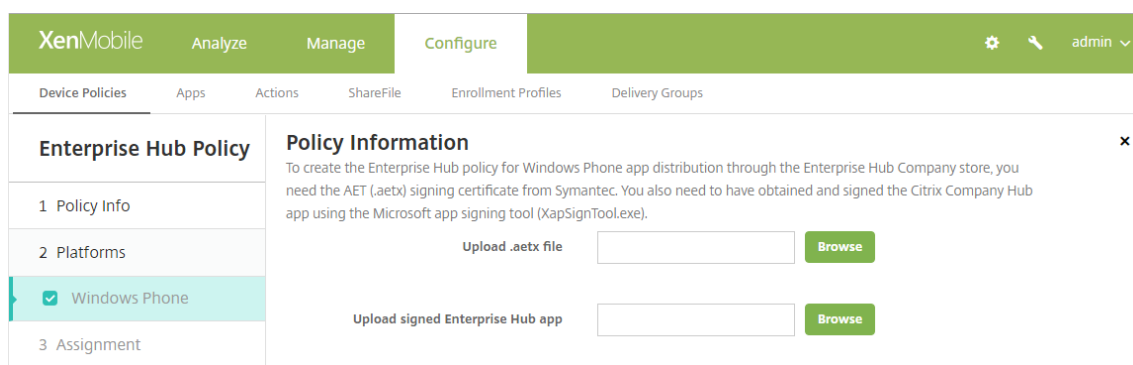 XenMobile Analyze Manage Configure admin
Device Policies Apps Actions ShareFile Enrollment Profiles Delivery Groups
Enterprise Hub Policy
1 Policy Info
2 Platforms
Windows Phone
3 Assignment
Policy Information
To create the Enterprise Hub policy for Windows Phone app distribution through the Enterprise Hub Company store, you
need the AET (.aetx) signing certificate from Symantec. You also need to have obtained and signed the Citrix Company Hub
app using the Microsoft app signing tool (XapSignTool.exe).
Upload .aetx file Browse
Upload signed Enterprise Hub app Browse